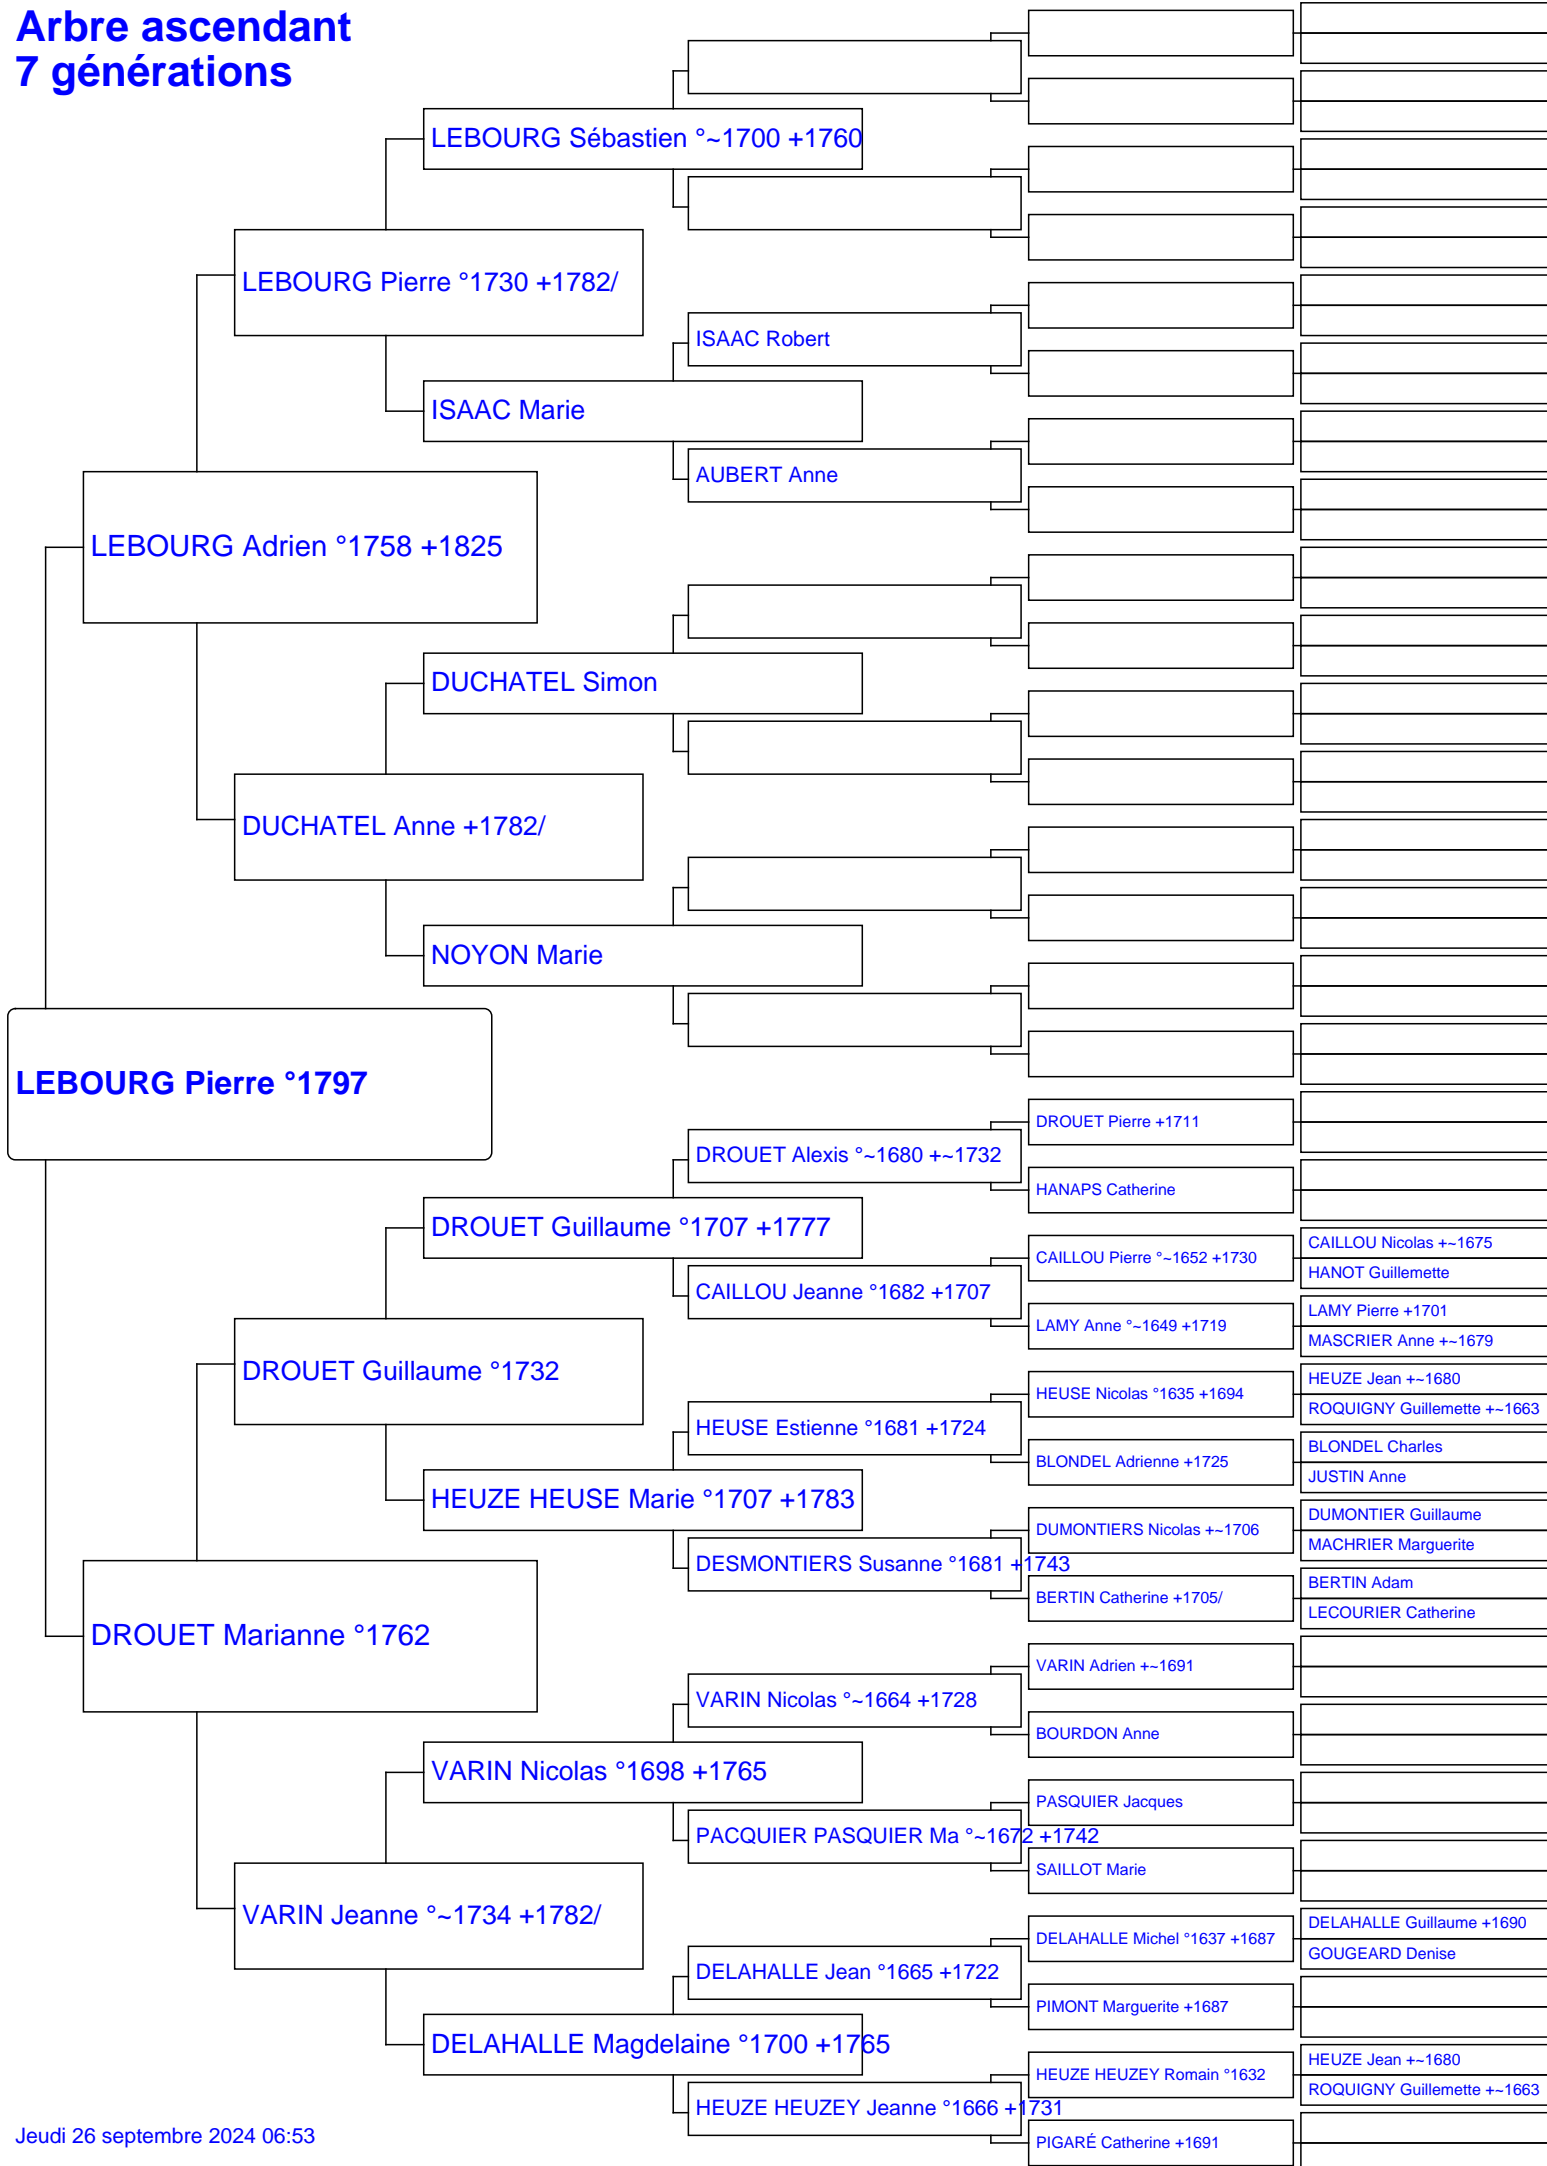 Arbre ascendant
7 générations
LEBOURG Sébastien °~1700 +1760
LEBOURG Pierre °1730 +1782/
ISAAC Robert
ISAAC Marie
AUBERT Anne
LEBOURG Adrien °1758 +1825
DUCHATEL Simon
DUCHATEL Anne +1782/
NOYON Marie
LEBOURG Pierre °1797
DROUET Pierre +1711
DROUET Alexis °~1680 +~1732
HANAPS Catherine
DROUET Guillaume °1707 +1777
CAILLOU Nicolas +~1675
CAILLOU Pierre °~1652 +1730
HANOT Guillemette
CAILLOU Jeanne °1682 +1707
LAMY Pierre +1701
LAMY Anne °~1649 +1719
MASCRIER Anne +~1679
DROUET Guillaume °1732
HEUZE Jean +~1680
HEUSE Nicolas °1635 +1694
ROQUIGNY Guillemette +~1663
HEUSE Estienne °1681 +1724
BLONDEL Charles
BLONDEL Adrienne +1725
JUSTIN Anne
HEUZE HEUSE Marie °1707 +1783
DUMONTIER Guillaume
DUMONTIERS Nicolas +~1706
MACHRIER Marguerite
DESMONTIERS Susanne °1681 +1743
BERTIN Adam
BERTIN Catherine +1705/
LECOURIER Catherine
DROUET Marianne °1762
VARIN Adrien +~1691
VARIN Nicolas °~1664 +1728
BOURDON Anne
VARIN Nicolas °1698 +1765
PASQUIER Jacques
PACQUIER PASQUIER Ma °~1672 +1742
SAILLOT Marie
VARIN Jeanne °~1734 +1782/
DELAHALLE Guillaume +1690
DELAHALLE Michel °1637 +1687
GOUGEARD Denise
DELAHALLE Jean °1665 +1722
PIMONT Marguerite +1687
DELAHALLE Magdelaine °1700 +1765
HEUZE Jean +~1680
HEUZE HEUZEY Romain °1632
ROQUIGNY Guillemette +~1663
HEUZE HEUZEY Jeanne °1666 +1731
PIGARÉ Catherine +1691
Jeudi 26 septembre 2024 06:53